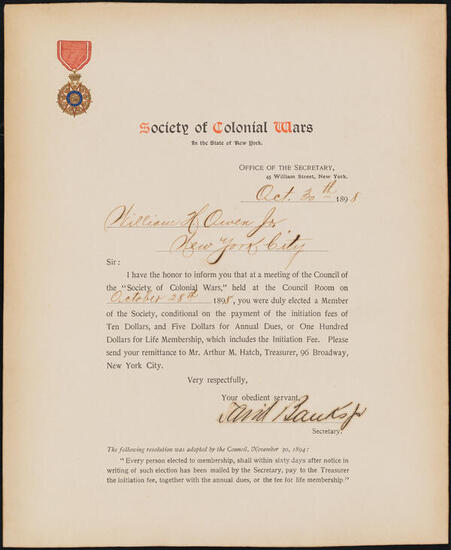 Society of Colonial Wars
In the State of New York.
OFFICE OF THE SECRETARY,
45 William Street, New York.
Oct. 30th 1898
William H Owen Jr
New York City
Sir:
I have the honor to inform you that at a meeting of the Council of
the "Society of Colonial Wars," held at the Council Room on
October 28th 1898, you were duly elected a Member
of the Society, conditional on the payment of the initiation fees of
Ten Dollars, and Five Dollars for Annual Dues, or One Hundred
Dollars for Life Membership, which includes the Initiation Fee. Please
send your remittance to Mr. Arthur M. Hatch, Treasurer, 96 Broadway,
New York City.
Very respectfully,
Your obedient servant,
David Banks Jr
Secretary.
The following resolution was adopted by the Council, November 30, 1894:
"Every person elected to membership, shall within sixty days after notice in
writing of such election has been mailed by the Secretary, pay to the Treasurer
the initiation fee, together with the annual dues, or the fee for life membership."